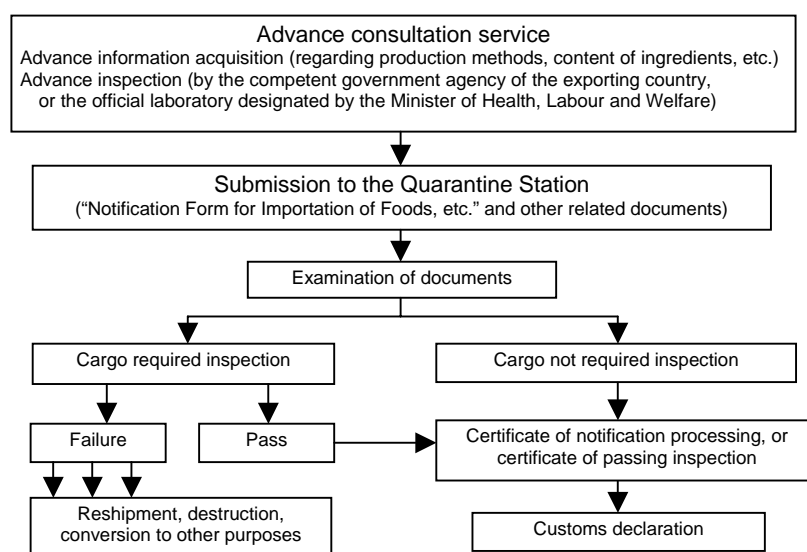 Advance consultation service
Advance information acquisition (regarding production methods, content of ingredients, etc.)
Advance inspection (by the competent government agency of the exporting country,
or the official laboratory designated by the Minister of Health, Labour and Welfare)
Submission to the Quarantine Station
(“Notification Form for Importation of Foods, etc.” and other related documents)
Examination of documents
Cargo required inspection
Cargo not required inspection
Failure
Pass
Certificate of notification processing, or
certificate of passing inspection
Reshipment, destruction,
conversion to other purposes
Customs declaration